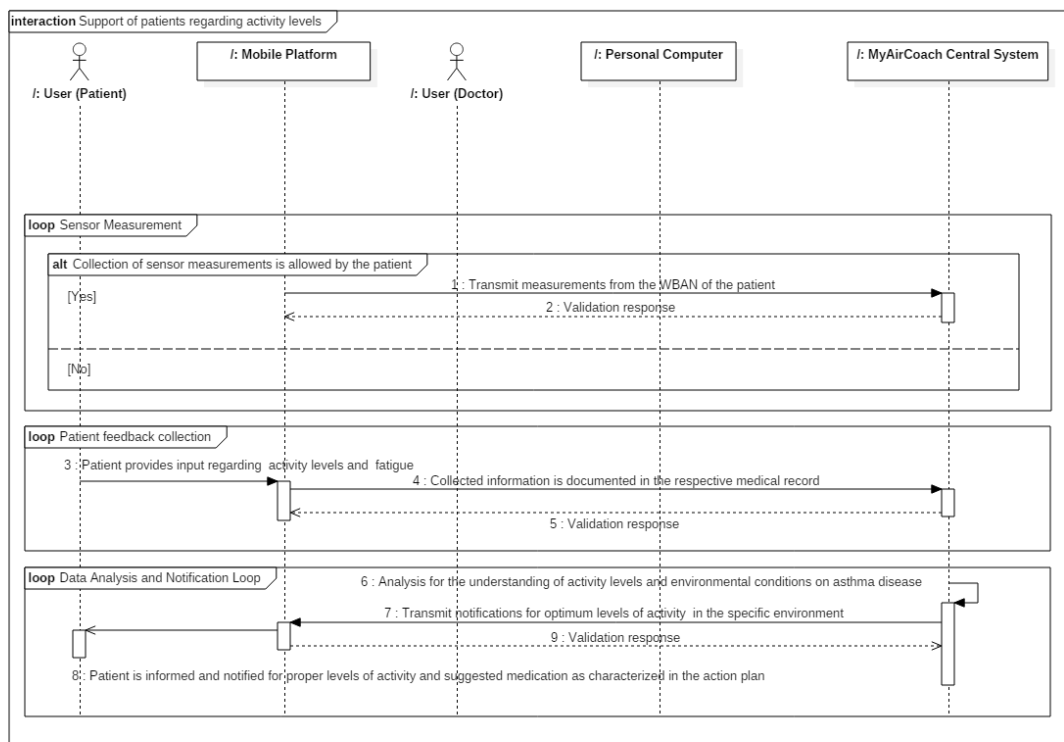 interaction Support of patients regarding activity levels
/: User (Patient)
/: Mobile Platform
/: User (Doctor)
/: Personal Computer
/: MyAirCoach Central System
loop Sensor Measurement
alt Collection of sensor measurements is allowed by the patient
[Yes]
1 : Transmit measurements from the WBAN of the patient
2 : Validation response
[No]
loop Patient feedback collection
3 : Patient provides input regarding activity levels and fatigue
4 : Collected information is documented in the respective medical record
5 : Validation response
loop Data Analysis and Notification Loop
6 : Analysis for the understanding of activity levels and environmental conditions on asthma disease
7 : Transmit notifications for optimum levels of activity in the specific environment
9 : Validation response
8 : Patient is informed and notified for proper levels of activity and suggested medication as characterized in the action plan